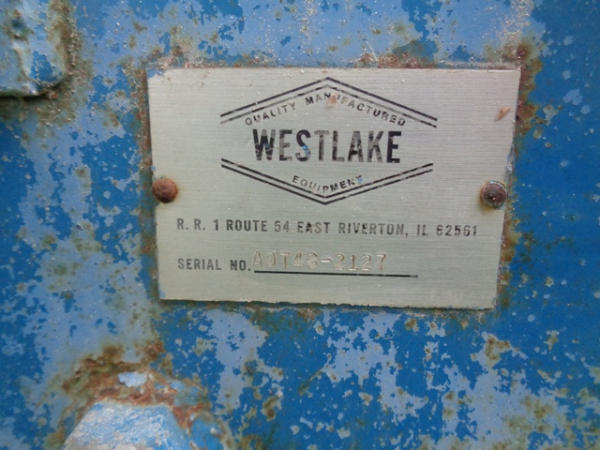 QUALITY MANUFACTURED
WESTLAKE
EQUIPMENT
R. R. 1 ROUTE 54 EAST RIVERTON, IL 62561
SERIAL NO.